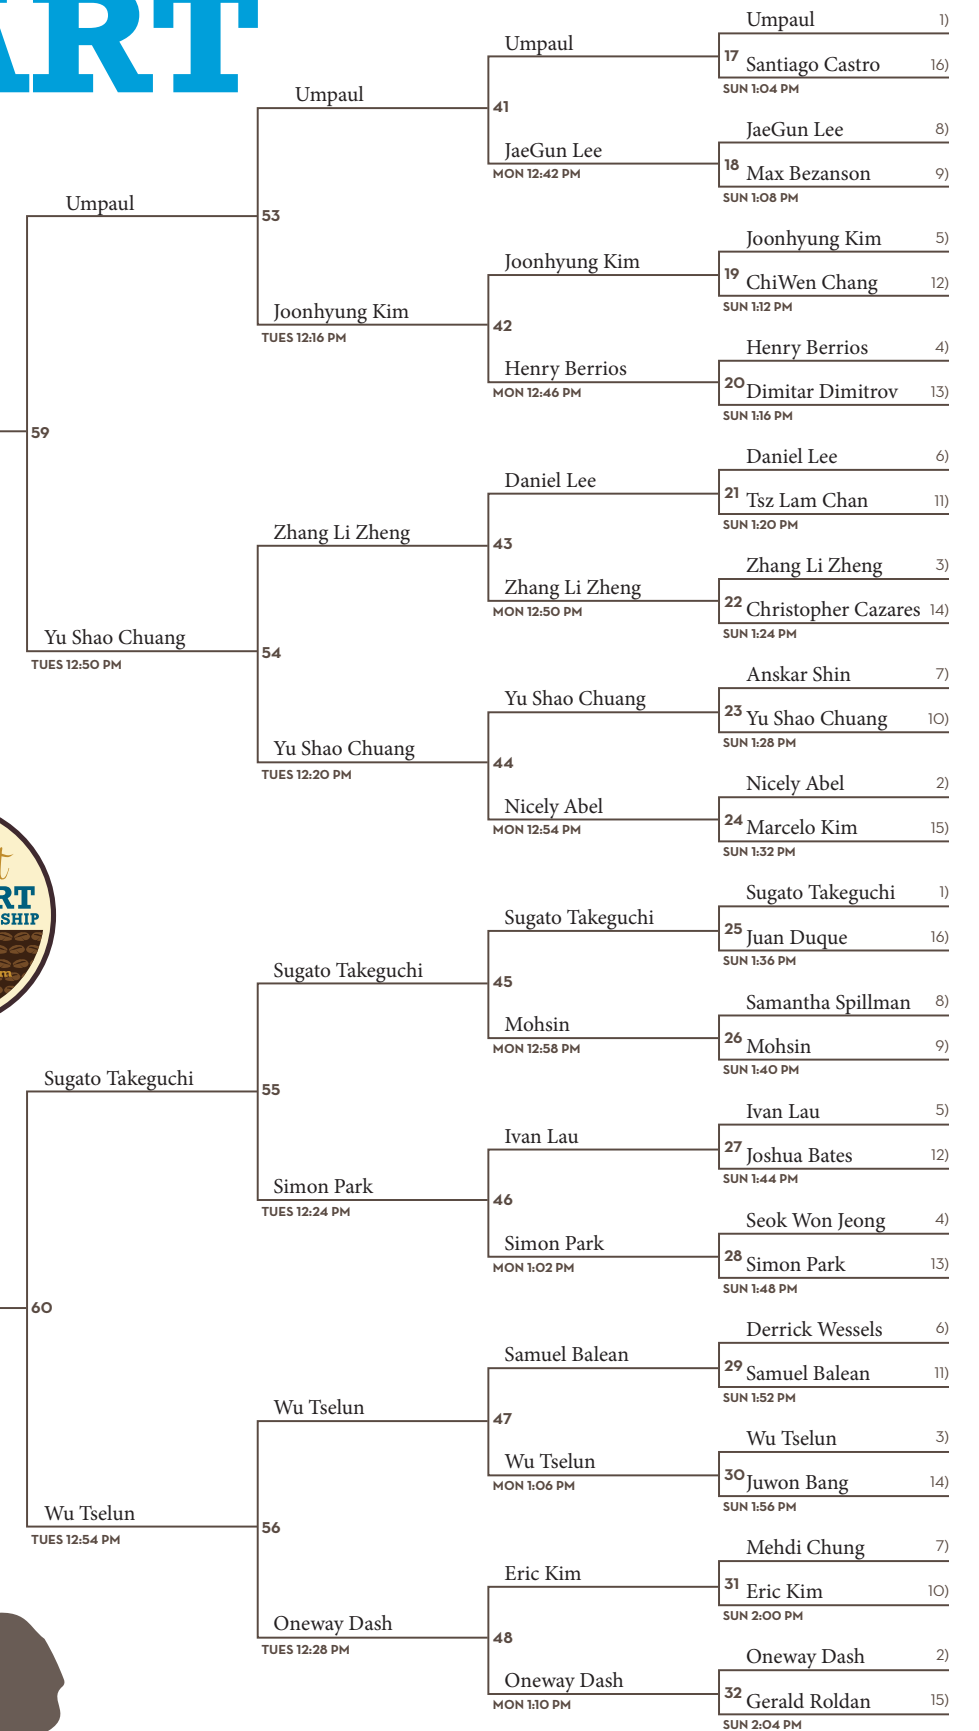 ART
Umpaul 1)
17 Santiago Castro 16)
SUN 1:04 PM
JaeGun Lee 8)
18 Max Bezanson 9)
SUN 1:08 PM
Joonhyung Kim 5)
19 ChiWen Chang 12)
SUN 1:12 PM
Henry Berrios 4)
20 Dimitar Dimitrov 13)
SUN 1:16 PM
Daniel Lee 6)
21 Tsz Lam Chan 11)
SUN 1:20 PM
Zhang Li Zheng 3)
22 Christopher Cazares 14)
SUN 1:24 PM
Anskar Shin 7)
23 Yu Shao Chuang 10)
SUN 1:28 PM
Nicely Abel 2)
24 Marcelo Kim 15)
SUN 1:32 PM
Sugato Takeguchi 1)
25 Juan Duque 16)
SUN 1:36 PM
Samantha Spillman 8)
26 Mohsin 9)
SUN 1:40 PM
Ivan Lau 5)
27 Joshua Bates 12)
SUN 1:44 PM
Seok Won Jeong 4)
28 Simon Park 13)
SUN 1:48 PM
Derrick Wessels 6)
29 Samuel Balean 11)
SUN 1:52 PM
Wu Tselun 3)
30 Juwon Bang 14)
SUN 1:56 PM
Mehdi Chung 7)
31 Eric Kim 10)
SUN 2:00 PM
Oneway Dash 2)
32 Gerald Roldan 15)
SUN 2:04 PM
Umpaul
41
JaeGun Lee
MON 12:42 PM
Joonhyung Kim
42
Henry Berrios
MON 12:46 PM
Daniel Lee
43
Zhang Li Zheng
MON 12:50 PM
Yu Shao Chuang
44
Nicely Abel
MON 12:54 PM
Sugato Takeguchi
45
Mohsin
MON 12:58 PM
Ivan Lau
46
Simon Park
MON 1:02 PM
Samuel Balean
47
Wu Tselun
MON 1:06 PM
Eric Kim
48
Oneway Dash
MON 1:10 PM
Umpaul
53
Joonhyung Kim
TUES 12:16 PM
Zhang Li Zheng
54
Yu Shao Chuang
TUES 12:20 PM
Sugato Takeguchi
55
Simon Park
TUES 12:24 PM
Wu Tselun
56
Oneway Dash
TUES 12:28 PM
Umpaul
59
Yu Shao Chuang
TUES 12:50 PM
Sugato Takeguchi
60
Wu Tselun
TUES 12:54 PM
RT
SHIP